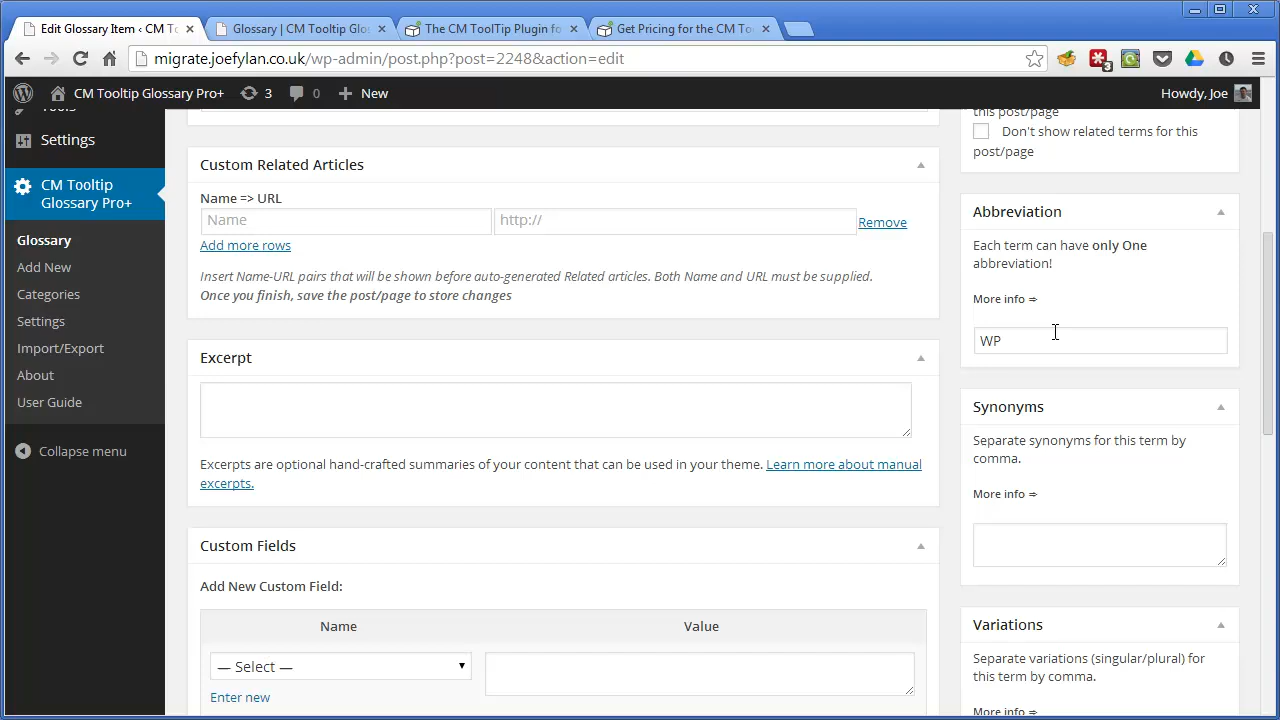 Edit Glossary Item ‹ CM To
Glossary | CM Tooltip Glo
The CM ToolTip Plugin fo
Get Pricing for the CM To
migrate.joefylan.co.uk/wp-admin/post.php?post=2248&action=edit
3
CM Tooltip Glossary Pro+
3
0
New
Howdy, Joe
Tools
Settings
CM Tooltip
Glossary Pro+
Glossary
Add New
Categories
Settings
Import/Export
About
User Guide
Collapse menu
Custom Related Articles
Name => URL
Name
http://
Remove
Add more rows
Insert Name-URL pairs that will be shown before auto-generated Related articles. Both Name and URL must be supplied.
Once you finish, save the post/page to store changes
Excerpt
Excerpts are optional hand-crafted summaries of your content that can be used in your theme. Learn more about manual
excerpts.
Custom Fields
Add New Custom Field:
Name
Value
— Select —
Enter new
this post/page
Don't show related terms for this
post/page
Abbreviation
Each term can have only One
abbreviation!
More info ⇨
WP
Synonyms
Separate synonyms for this term by
comma.
More info ⇨
Variations
Separate variations (singular/plural) for
this term by comma.
More info ⇨